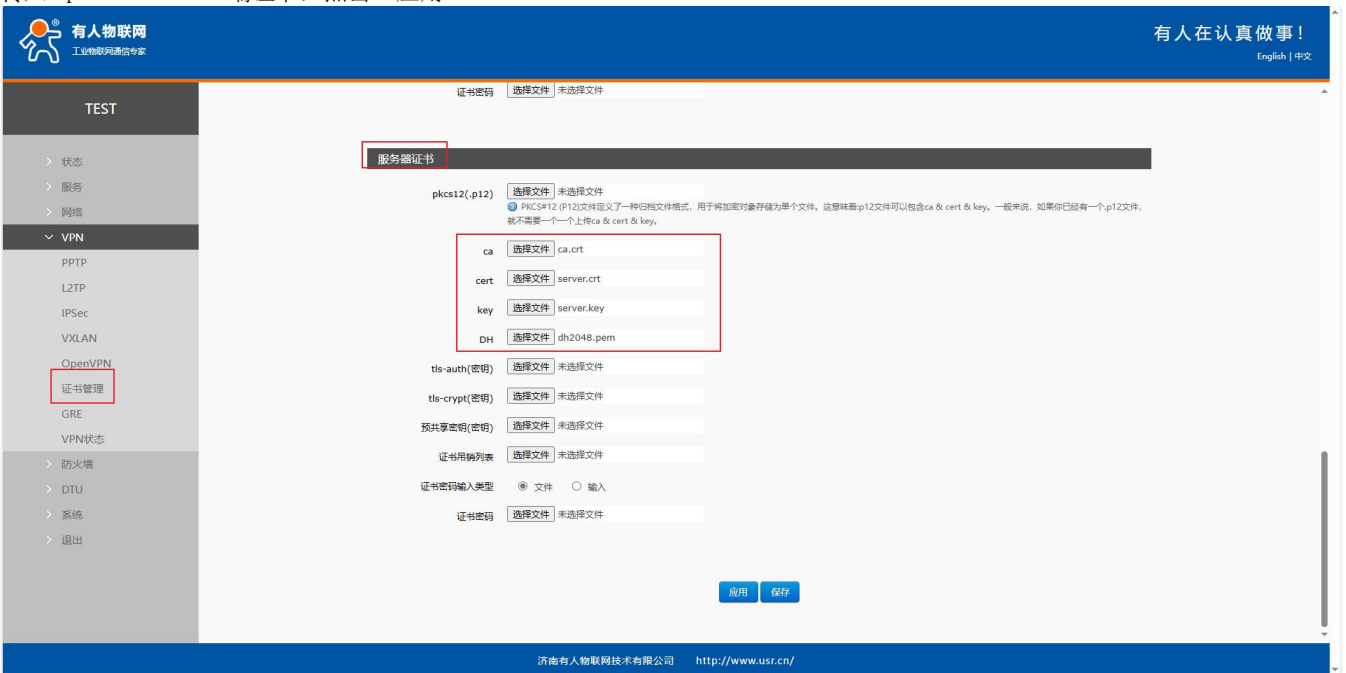 有人物联网
工业物联网通信专家
有人在认真做事！
English | 中文
TEST
状态
服务
网络
VPN
PPTP
L2TP
IPSec
VXLAN
OpenVPN
证书管理
GRE
VPN状态
防火墙
DTU
系统
退出
证书密码 选择文件 未选择文件
服务器证书
pkcs12(.p12) 选择文件 未选择文件
PKCS#12 (P12)文件定义了一种归档文件格式，用于将加密对象存储为单个文件。这意味着:p12文件可以包含ca & cert & key。一般来说，如果你已经有一个.p12文件，
就不需要一个一个上传ca & cert & key。
ca 选择文件 ca.crt
cert 选择文件 server.crt
key 选择文件 server.key
DH 选择文件 dh2048.pem
tls-auth(密钥) 选择文件 未选择文件
tls-crypt(密钥) 选择文件 未选择文件
预共享密钥(密钥) 选择文件 未选择文件
证书吊销列表 选择文件 未选择文件
证书密码输入类型 文件 输入
证书密码 选择文件 未选择文件
应用 保存
济南有人物联网技术有限公司 http://www.usr.cn/